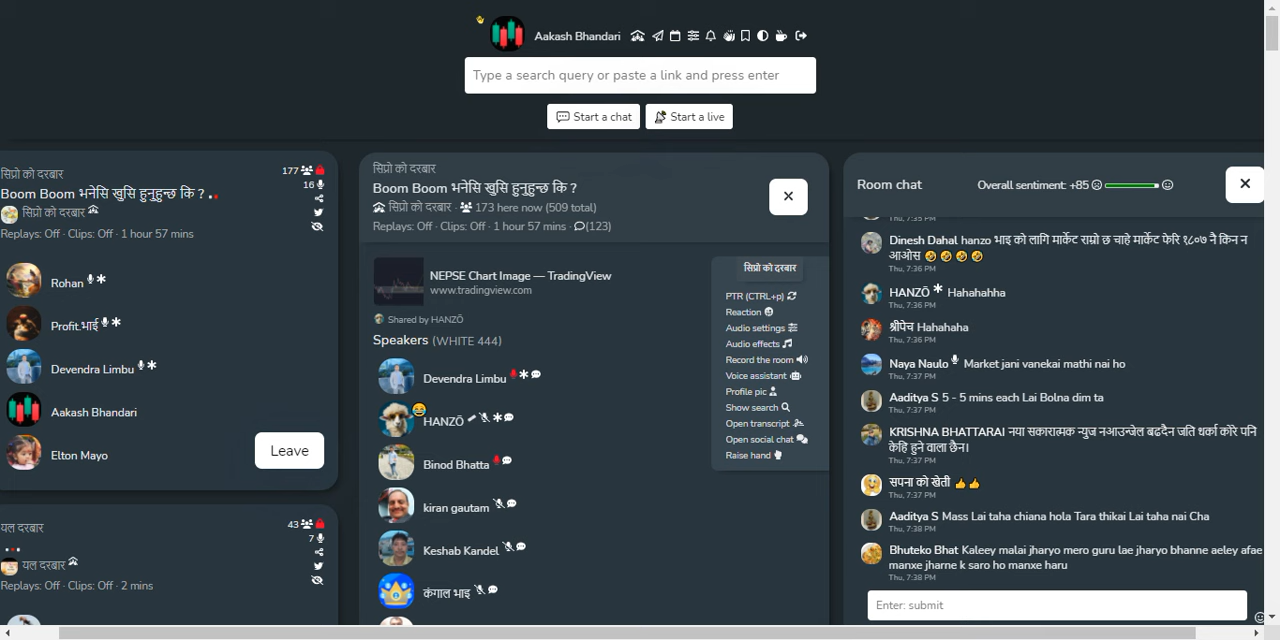 Aakash Bhandari
Type a search query or paste a link and press enter
Start a chat
Start a live
सिप्रो को दरबार
177
Boom Boom भनेसि खुसि हुनुहुन्छ कि ? ..
16
सिप्रो को दरबार
Replays: Off · Clips: Off · 1 hour 57 mins
Rohan
Profit.भाई
Devendra Limbu
Aakash Bhandari
Elton Mayo
Leave
यल दरबार
43
...
7
यल दरबार
Replays: Off · Clips: Off · 2 mins
सिप्रो को दरबार
Boom Boom भनेसि खुसि हुनुहुन्छ कि ?
सिप्रो को दरबार · 173 here now (509 total)
Replays: Off · Clips: Off · 1 hour 57 mins · (123)
NEPSE Chart Image — TradingView
www.tradingview.com
Shared by HANZŌ
Speakers (WHITE 444)
Devendra Limbu
HANZŌ
Binod Bhatta
kiran gautam
Keshab Kandel
कंगाल भाइ
सिप्रो को दरबार
PTR (CTRL+p)
Reaction
Audio settings
Audio effects
Record the room
Voice assistant
Profile pic
Show search
Open transcript
Open social chat
Raise hand
Room chat
Overall sentiment: +85
Thu, 7:35 PM
Dinesh Dahal hanzo भाइ को लागि मार्केट राम्रो छ चाहे मार्केट फेरि १८०७ नै किन न
आओस 🤣 🤣 🤣 🤣
Thu, 7:36 PM
HANZŌ * Hahahahha
Thu, 7:36 PM
श्रीपेच Hahahaha
Thu, 7:36 PM
Naya Naulo Market jani vanekai mathi nai ho
Thu, 7:37 PM
Aaditya S 5 - 5 mins each Lai Bolna dim ta
Thu, 7:37 PM
KRISHNA BHATTARAI नया सकारात्मक न्युज नआउन्जेल बढदैन जति धर्का कोरे पनि
केहि हुने वाला छैन।
Thu, 7:37 PM
सपना को खेती 👍👍
Thu, 7:37 PM
Aaditya S Mass Lai taha chiana hola Tara thikai Lai taha nai Cha
Thu, 7:38 PM
Bhuteko Bhat Kaleey malai jharyo mero guru lae jharyo bhanne aeley afae
manxe jharne k saro ho manxe haru
Thu, 7:38 PM
Enter: submit